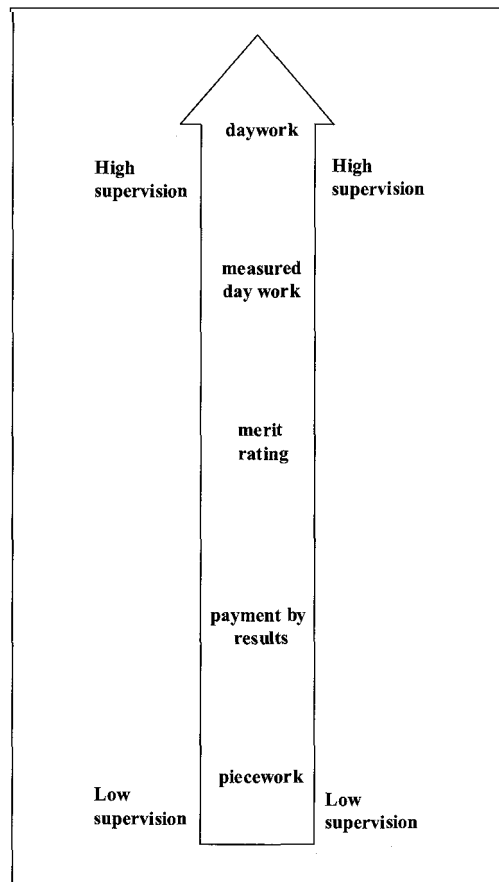 daywork
High
supervision
High
supervision
measured
day work
merit
rating
payment by
results
piecework
Low
supervision
Low
supervision